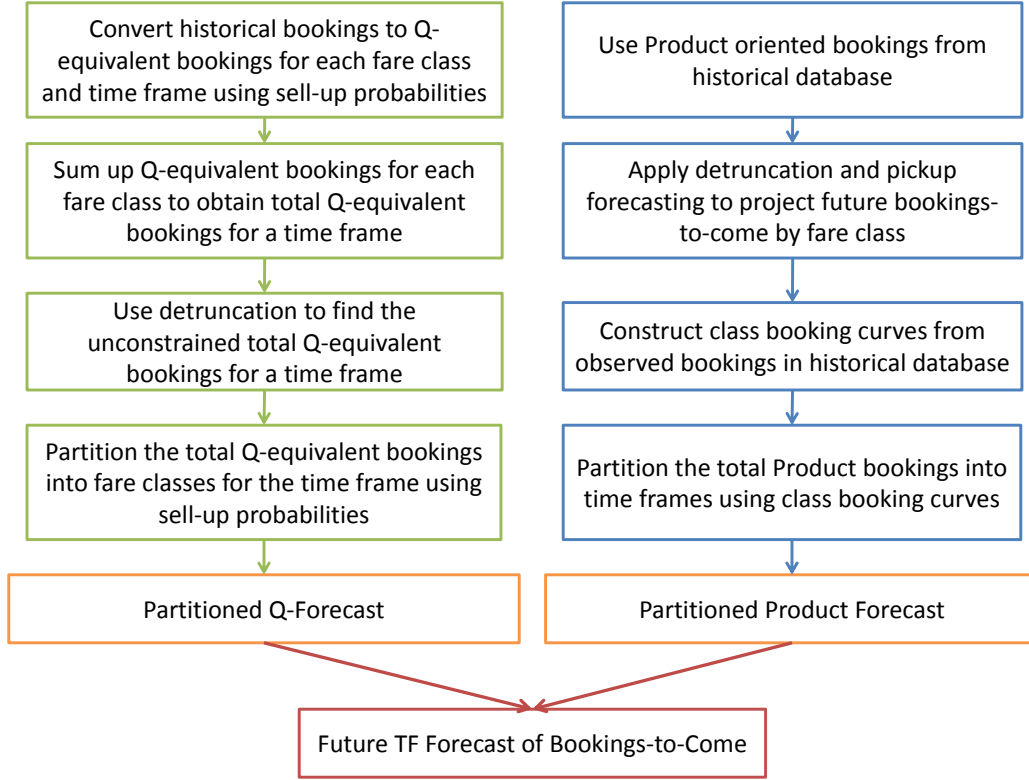 Convert historical bookings to Q-
equivalent bookings for each fare class
and time frame using sell-up probabilities
Sum up Q-equivalent bookings for each
fare class to obtain total Q-equivalent
bookings for a time frame
Use detruncation to find the
unconstrained total Q-equivalent
bookings for a time frame
Partition the total Q-equivalent bookings
into fare classes for the time frame using
sell-up probabilities
Partitioned Q-Forecast
Use Product oriented bookings from
historical database
Apply detruncation and pickup
forecasting to project future bookings-
to-come by fare class
Construct class booking curves from
observed bookings in historical database
Partition the total Product bookings into
time frames using class booking curves
Partitioned Product Forecast
Future TF Forecast of Bookings-to-Come